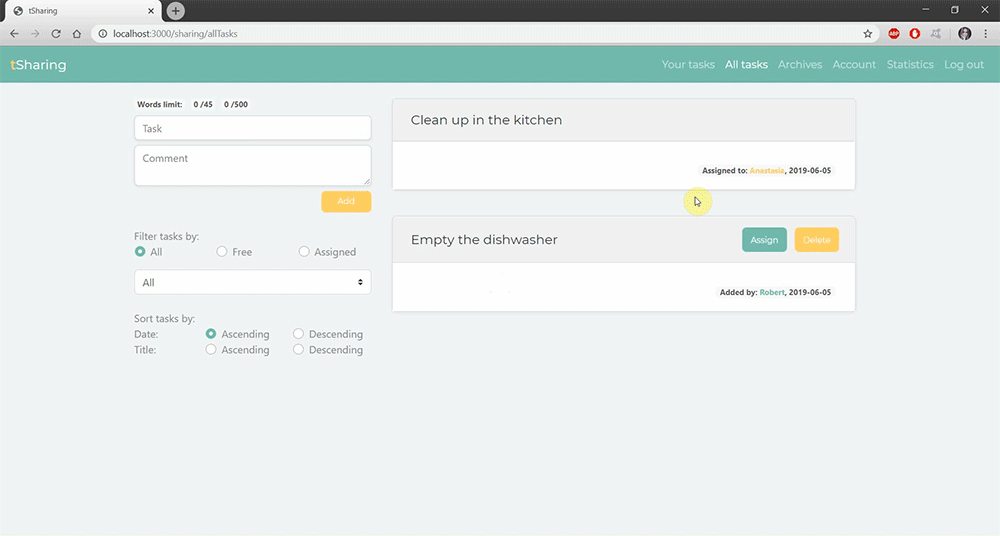 tSharing
localhost:3000/sharing/allTasks
ABP
tSharing
Your tasks All tasks Archives Account Statistics Log out
Words limit: 0 /45 0 /500
Task
Comment
Add
Filter tasks by:
All Free Assigned
All
Sort tasks by:
Date: Ascending Descending
Title: Ascending Descending
Clean up in the kitchen
Assigned to: Anastasia, 2019-06-05
Empty the dishwasher
Assign Delete
Added by: Robert, 2019-06-05